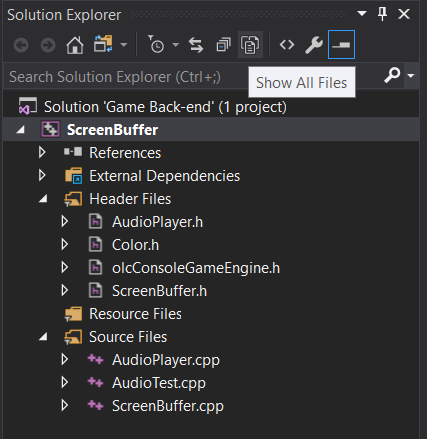 Solution Explorer
Search Solution Explorer (Ctrl+;)
Show All Files
Solution 'Game Back-end' (1 project)
ScreenBuffer
References
External Dependencies
Header Files
AudioPlayer.h
Color.h
olcConsoleGameEngine.h
ScreenBuffer.h
Resource Files
Source Files
AudioPlayer.cpp
AudioTest.cpp
ScreenBuffer.cpp